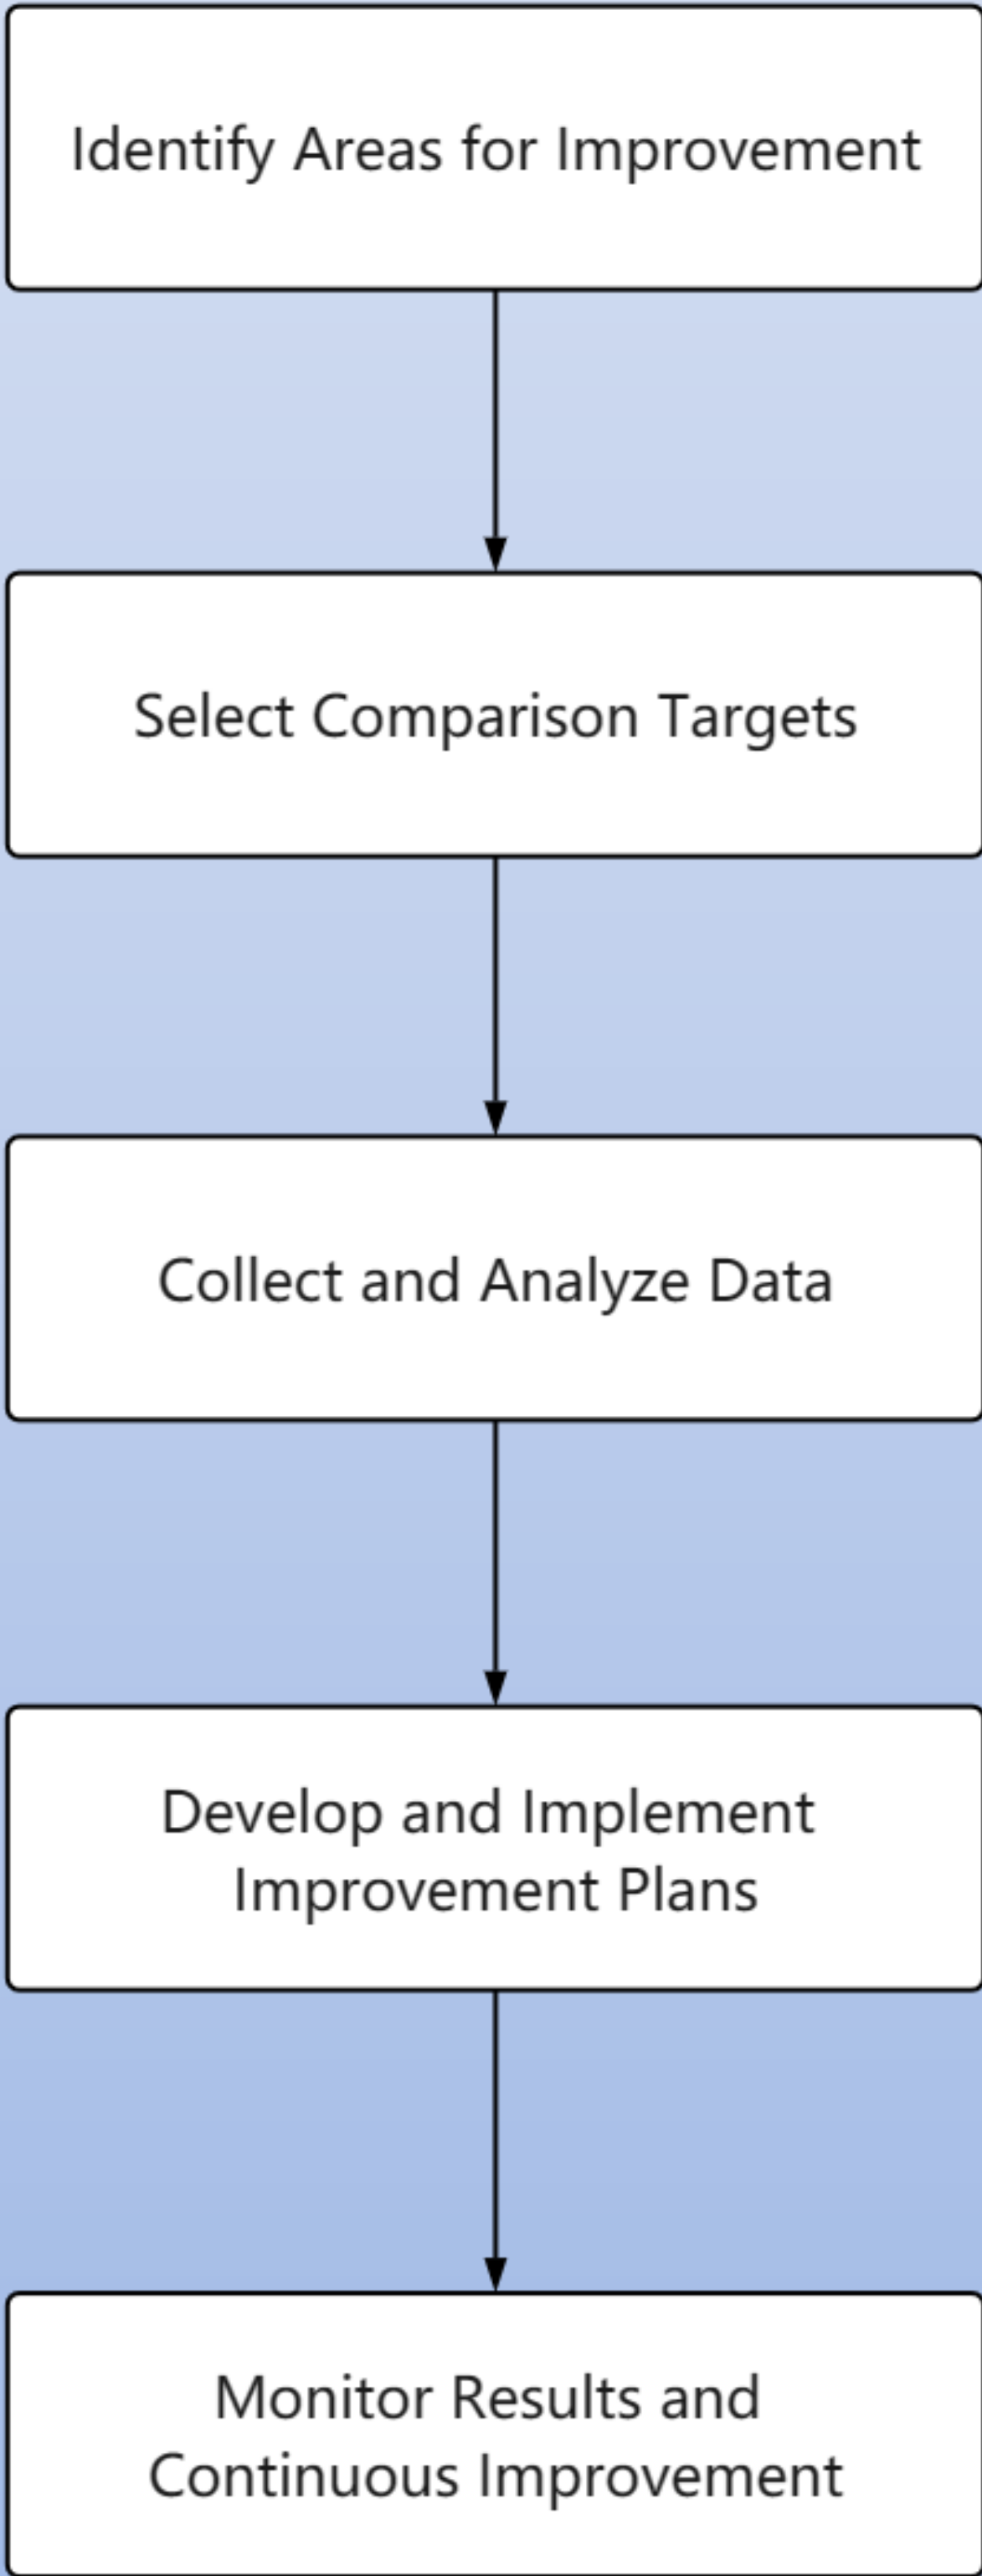 Identify Areas for Improvement
Select Comparison Targets
Collect and Analyze Data
Develop and Implement
Improvement Plans
Monitor Results and
Continuous Improvement